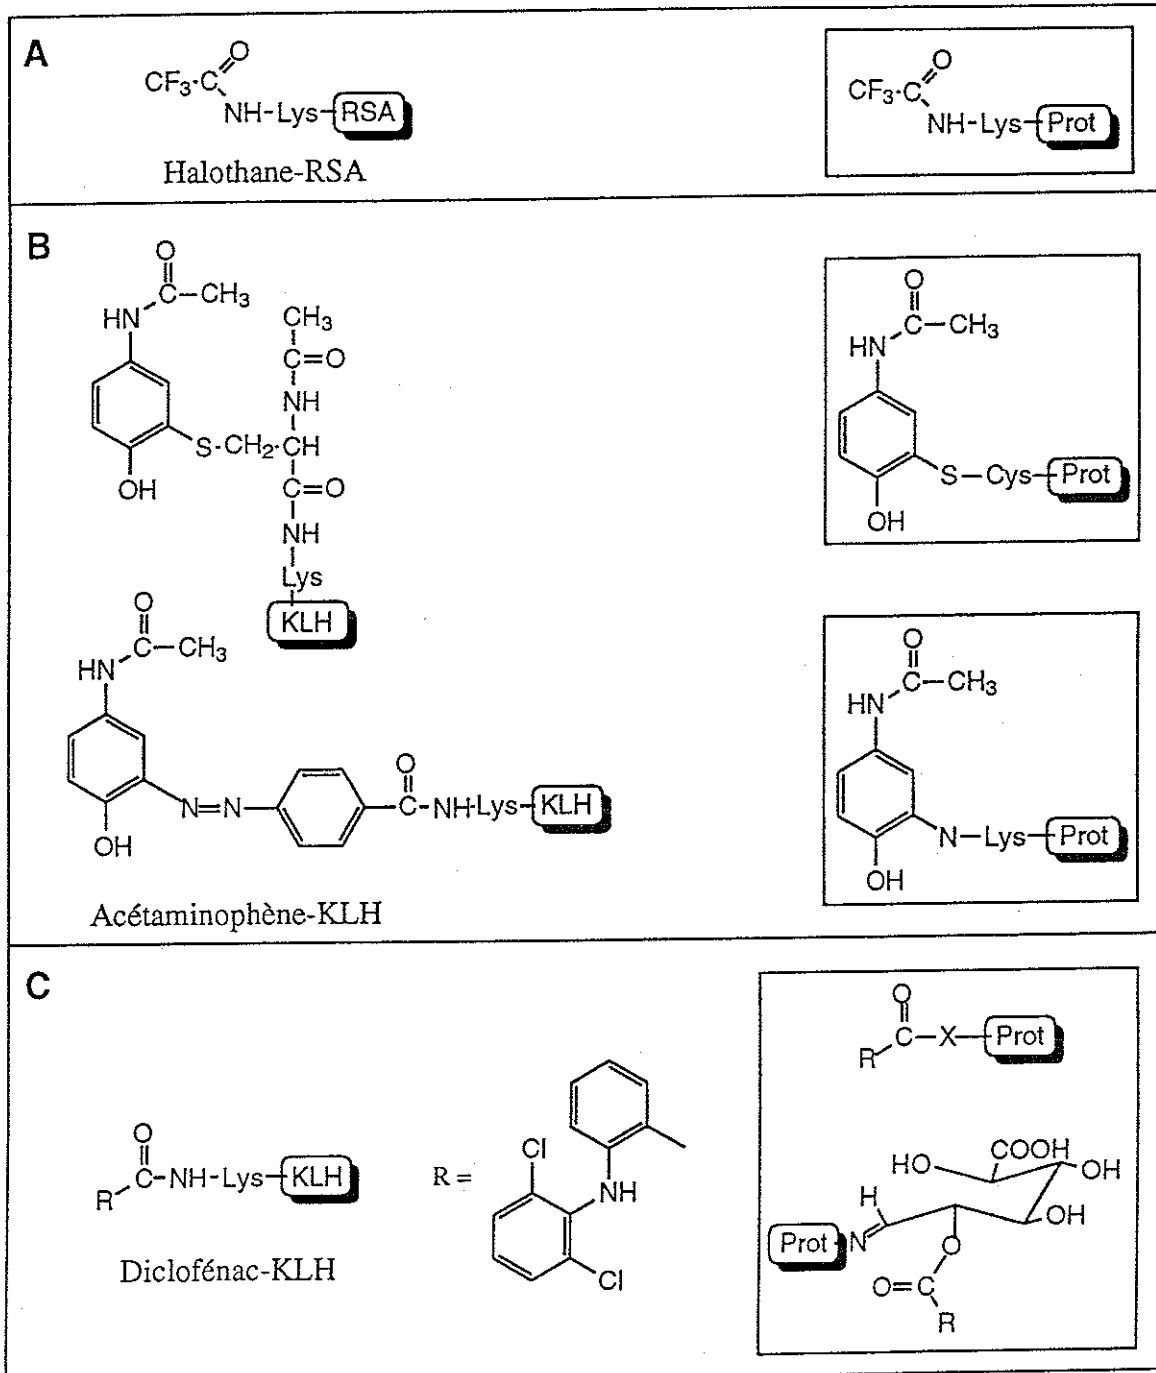 A
O
CF3-C
NH-Lys-RSA
Halothane-RSA
O
CF3-C
NH-Lys-Prot
B
O
C-CH3
HN
CH3
C=O
NH
S-CH2-CH
OH
C=O
NH
Lys
KLH
O
C-CH3
HN
S-Cys-Prot
OH
O
C-CH3
HN
O
N=N
C-NH-Lys-KLH
OH
Acétaminophène-KLH
O
C-CH3
HN
N-Lys-Prot
OH
C
O
C-NH-Lys-KLH
R
Diclofénac-KLH
R =
Cl
NH
Cl
O
C-X-Prot
R
COOH
HO
OH
H
OH
Prot-N
O
O=C
R